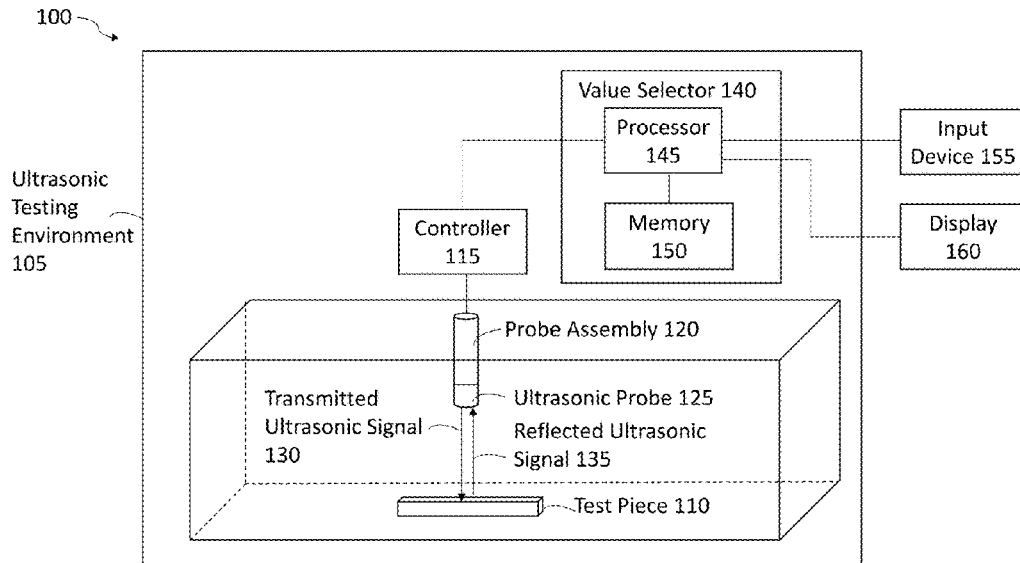 100
Value Selector 140
Processor
145
Input
Device 155
Ultrasonic
Testing
Environment
105
Controller
115
Memory
150
Display
160
Probe Assembly 120
Transmitted
Ultrasonic Signal
130
Ultrasonic Probe 125
Reflected Ultrasonic
Signal 135
Test Piece 110